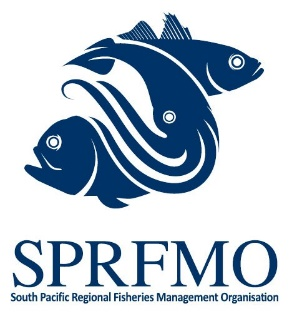 SPRFMO
South Pacific Regional Fisheries Management Organisation